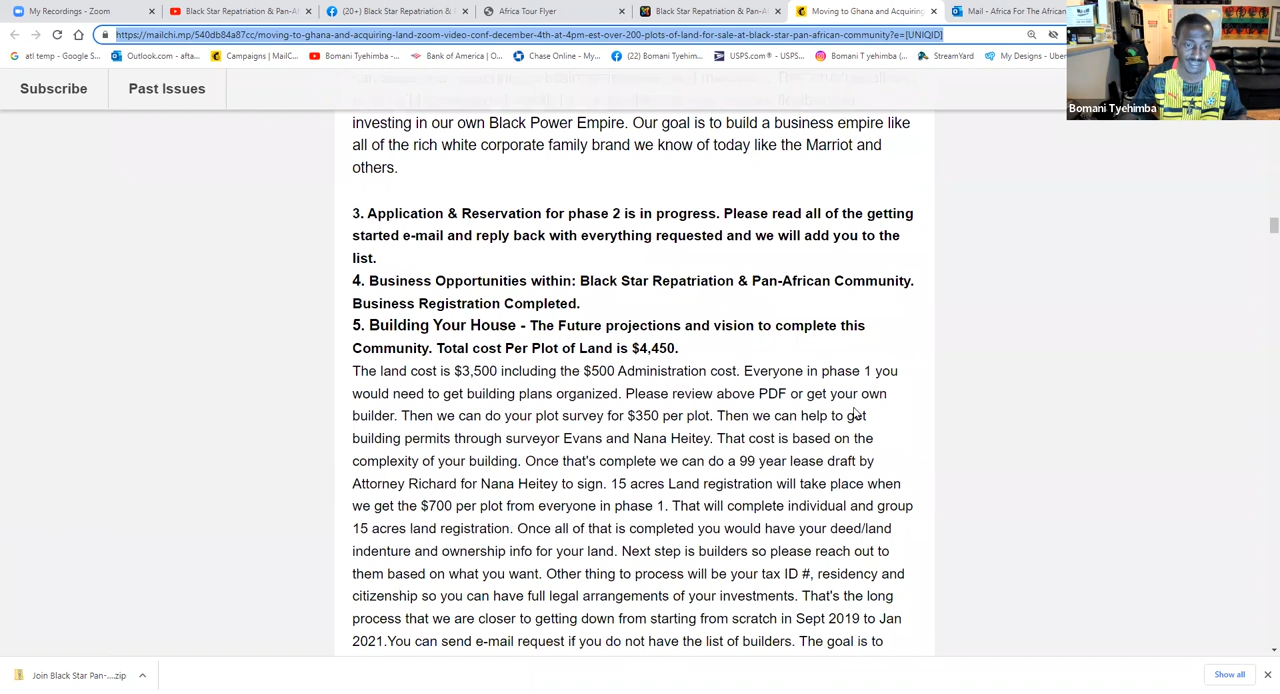 My Recordings - Zoom
Black Star Repatriation & Pan-A
(20+) Black Star Repatriation &
Africa Tour Flyer
Black Star Repatriation & Pan-A
Moving to Ghana and Acquiring
Mail - Africa For The African
https://mailchi.mp/540db84a87cc/moving-to-ghana-and-acquring-land-zoom-video-conf-december-4th-at-4pm-est-over-200-plots-of-land-for-sale-at-black-star-pan-african-community?e=[UNIQID]
atl temp - Google S...
Outlook.com - afta...
Campaigns | MailC...
Bomani Tyehimba -...
Bank of America | O...
Chase Online - My...
(22) Bomani Tyehim...
USPS.com® - USPS...
Bomani T yehimba (...
StreamYard
My Designs - Uber
Bomani Tyehimba
Subscribe
Past Issues
investing in our own Black Power Empire. Our goal is to build a business empire like
all of the rich white corporate family brand we know of today like the Marriot and
others.
3. Application & Reservation for phase 2 is in progress. Please read all of the getting
started e-mail and reply back with everything requested and we will add you to the
list.
4. Business Opportunities within: Black Star Repatriation & Pan-African Community.
Business Registration Completed.
5. Building Your House - The Future projections and vision to complete this
Community. Total cost Per Plot of Land is $4,450.
The land cost is $3,500 including the $500 Administration cost. Everyone in phase 1 you
would need to get building plans organized. Please review above PDF or get your own
builder. Then we can do your plot survey for $350 per plot. Then we can help to get
building permits through surveyor Evans and Nana Heitey. That cost is based on the
complexity of your building. Once that's complete we can do a 99 year lease draft by
Attorney Richard for Nana Heitey to sign. 15 acres Land registration will take place when
we get the $700 per plot from everyone in phase 1. That will complete individual and group
15 acres land registration. Once all of that is completed you would have your deed/land
indenture and ownership info for your land. Next step is builders so please reach out to
them based on what you want. Other thing to process will be your tax ID #, residency and
citizenship so you can have full legal arrangements of your investments. That's the long
process that we are closer to getting down from starting from scratch in Sept 2019 to Jan
2021.You can send e-mail request if you do not have the list of builders. The goal is to
Join Black Star Pan-....zip
Show all